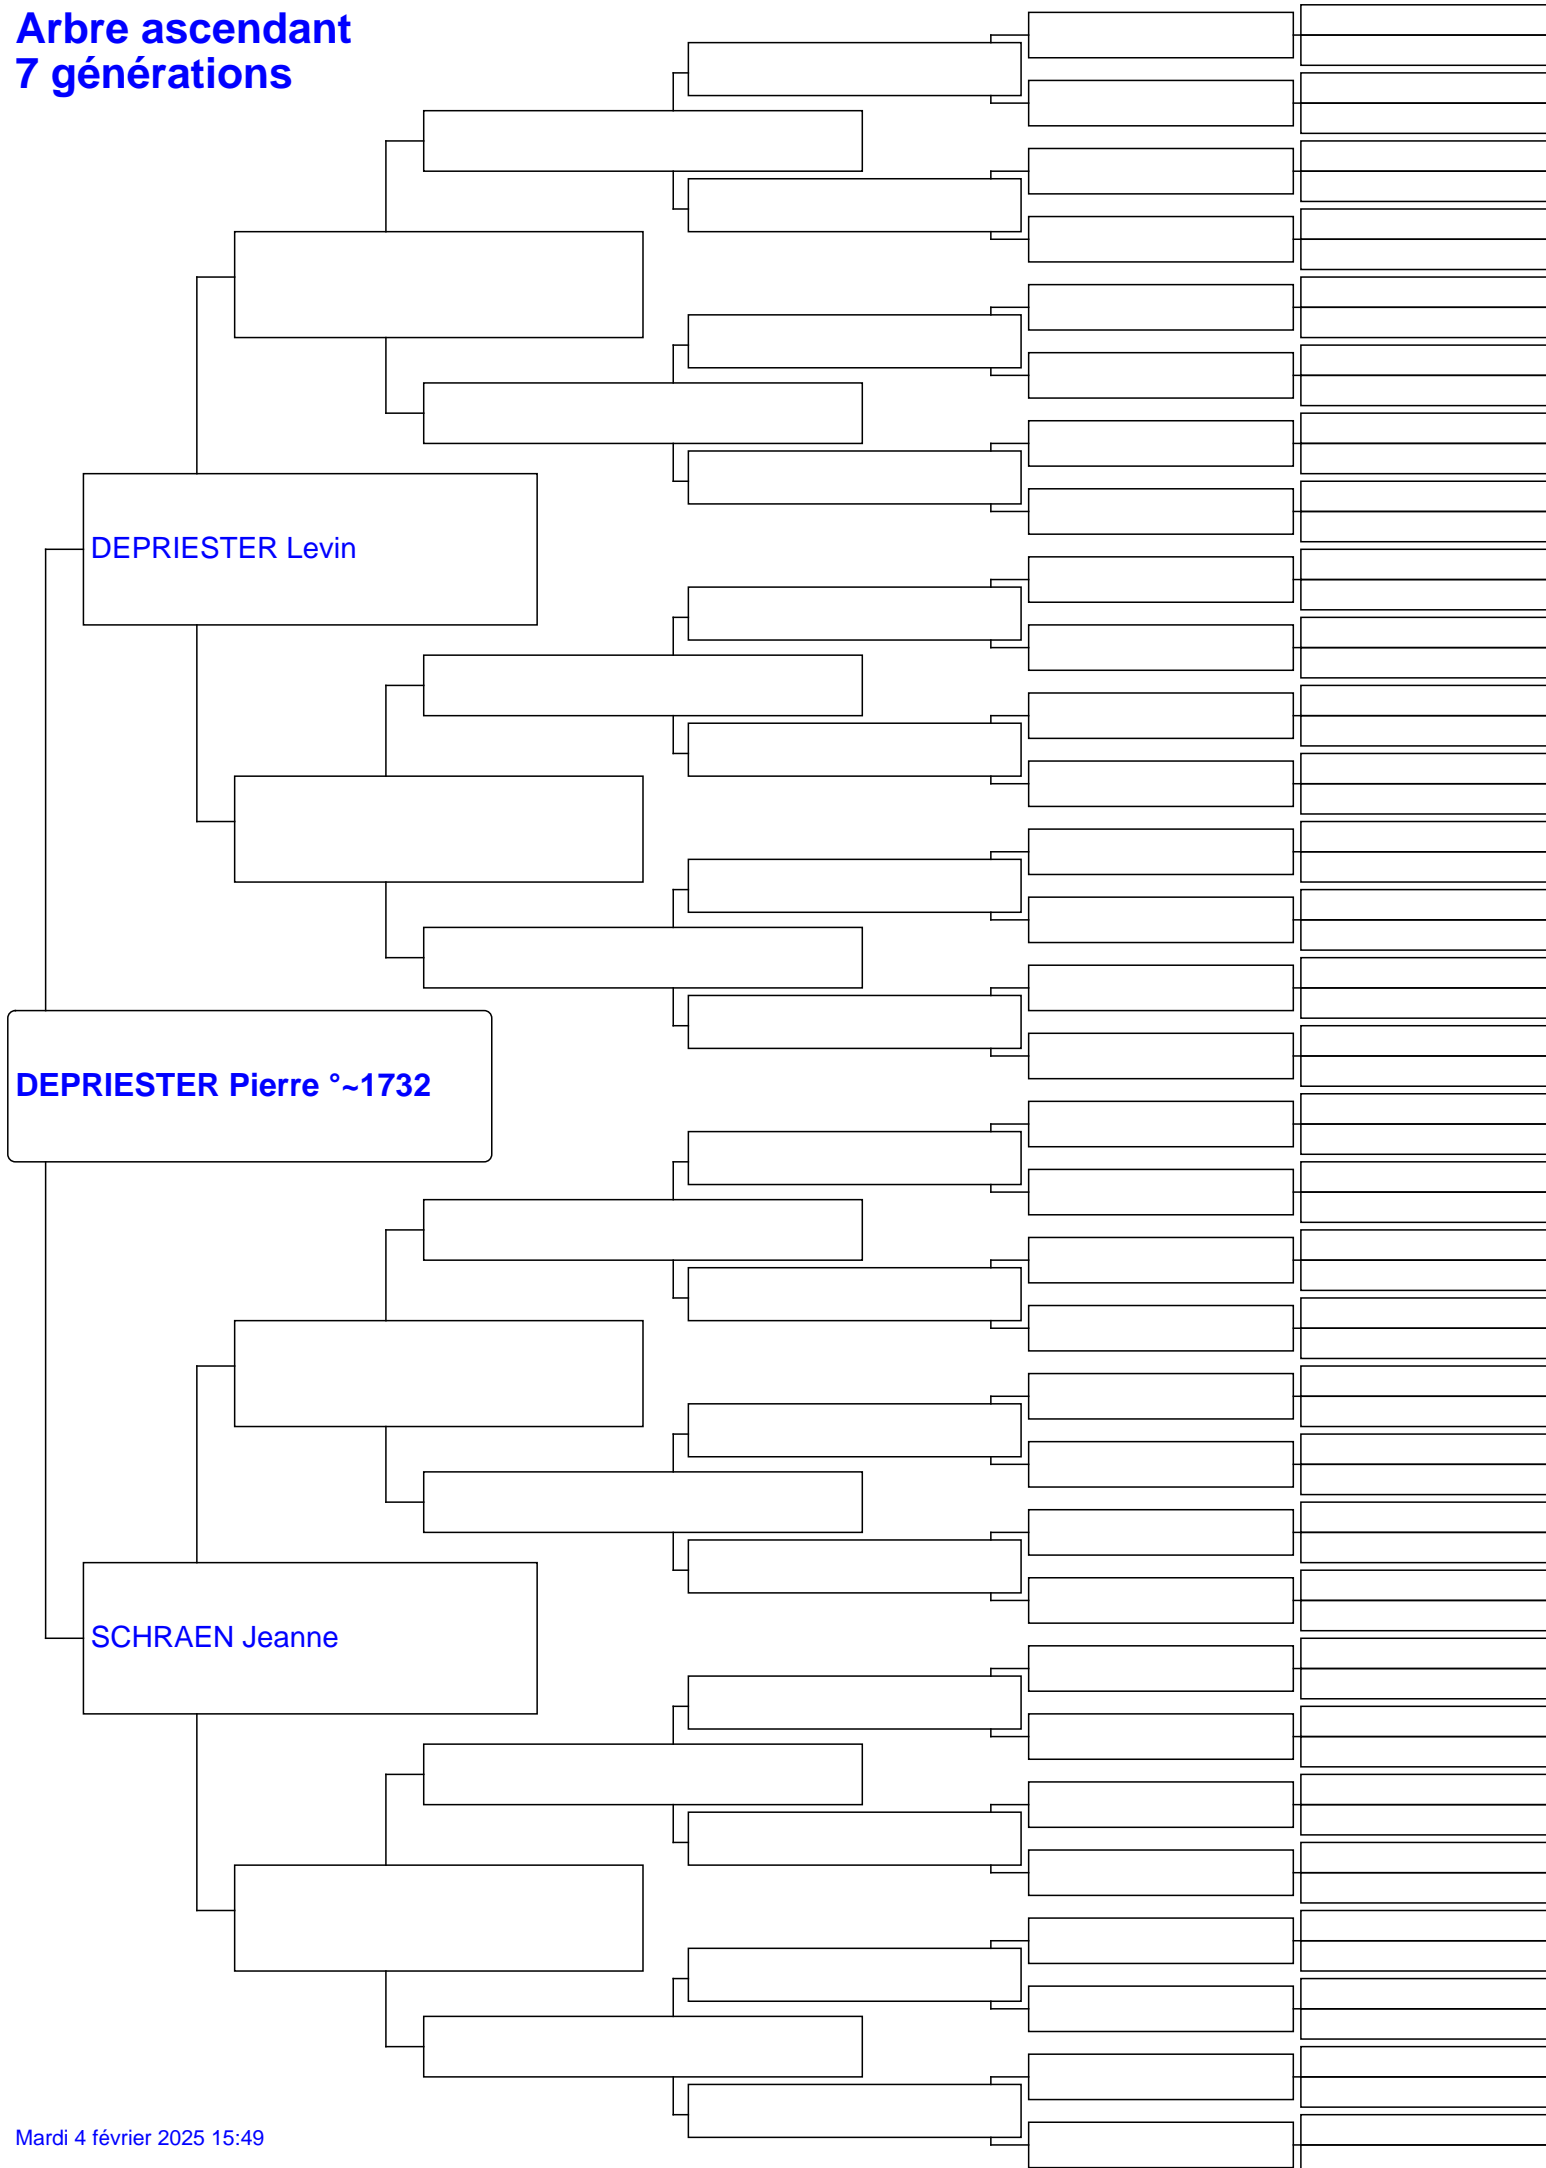 Arbre ascendant
7 générations
DEPRIESTER Levin
DEPRIESTER Pierre °~1732
SCHRAEN Jeanne
Mardi 4 février 2025 15:49